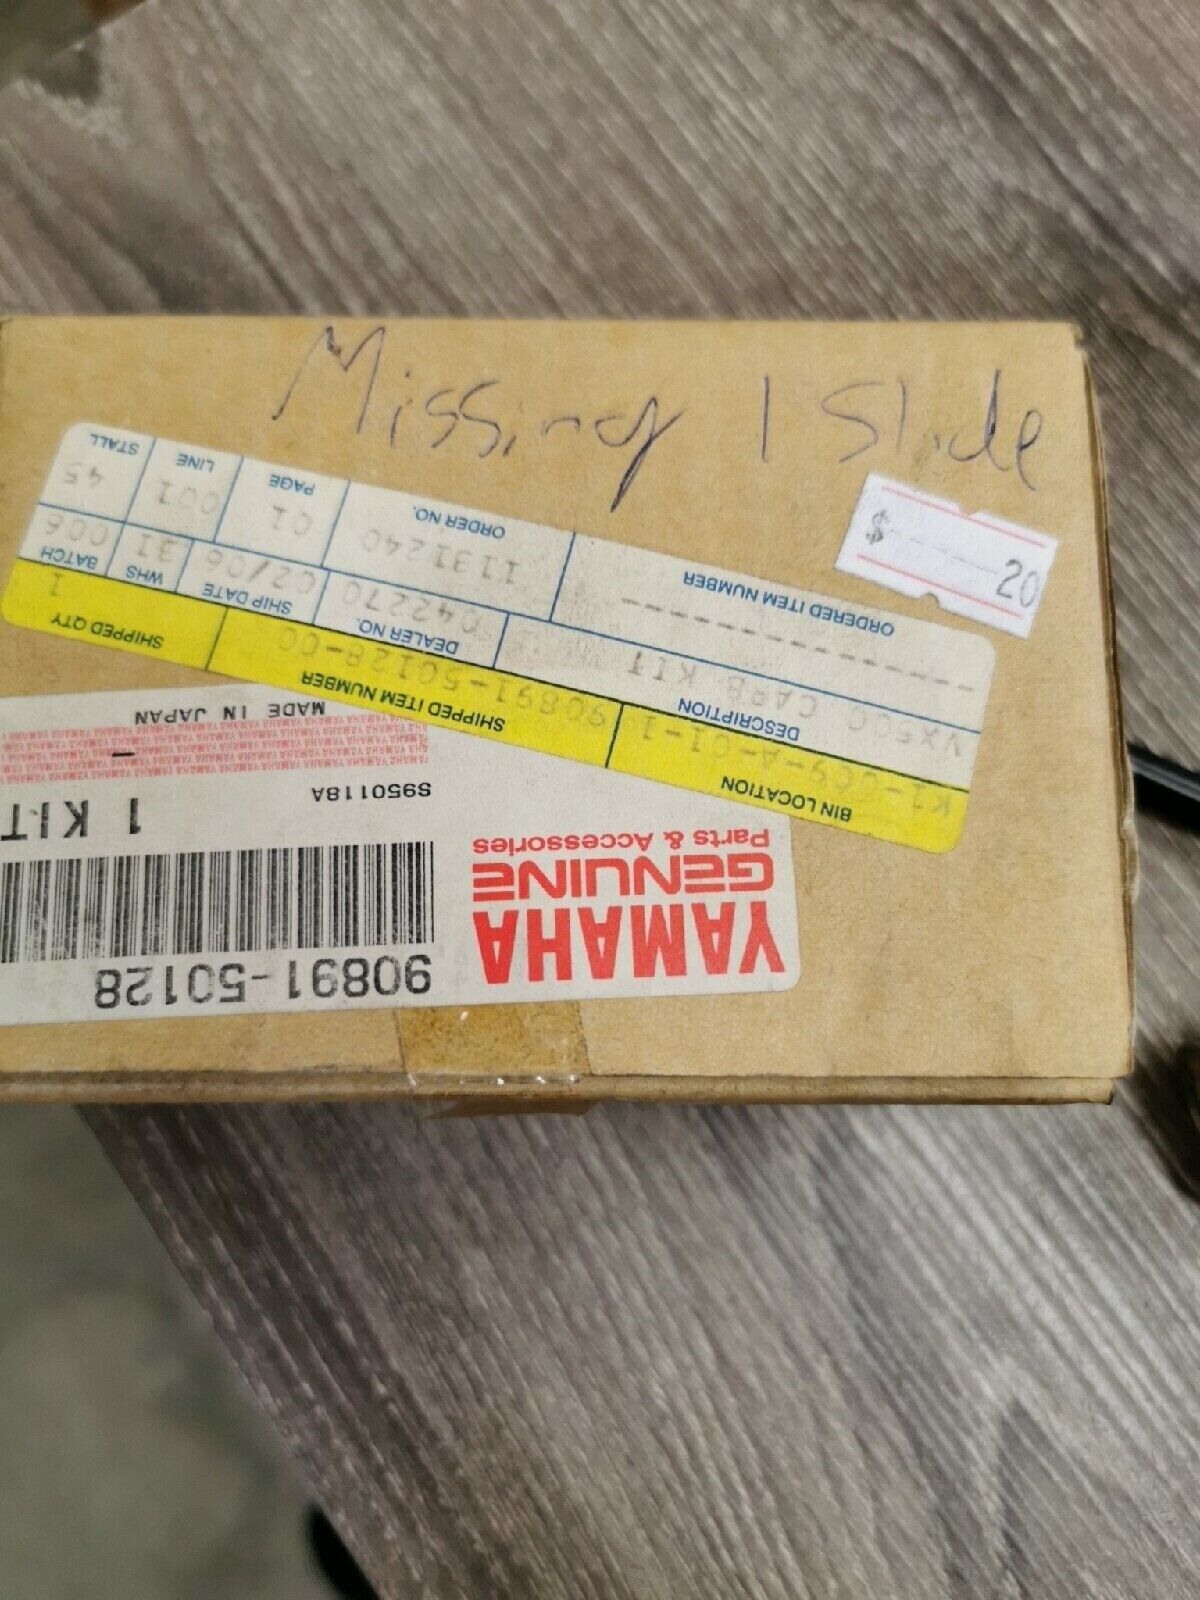 Missing 1 Slide
$-----20
STALL LINE PAGE ORDER NO. ORDERED ITEM NUMBER
45 001 01 1131240 ------------
BATCH WHS SHIP DATE DEALER NO. DESCRIPTION
006 31 02/06 042270 VX500 CARB KIT
SHIPPED QTY SHIPPED ITEM NUMBER BIN LOCATION
1 90891-50128-00
YAMAHA
GENUINE
Parts & Accessories
90891-50128
1 KIT
S950118A
MADE IN JAPAN